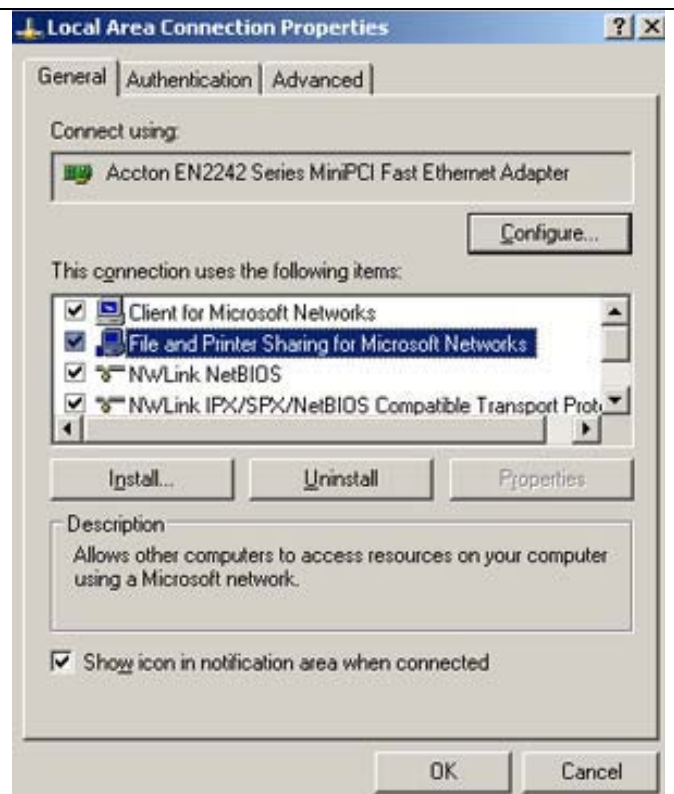 Local Area Connection Properties
General Authentication Advanced
Connect using:
Accton EN2242 Series MiniPCI Fast Ethernet Adapter
Configure...
This connection uses the following items:
Client for Microsoft Networks
File and Printer Sharing for Microsoft Networks
NWLink NetBIOS
NWLink IPX/SPX/NetBIOS Compatible Transport Prot
Install... Uninstall Properties
Description
Allows other computers to access resources on your computer
using a Microsoft network.
Show icon in notification area when connected
OK Cancel